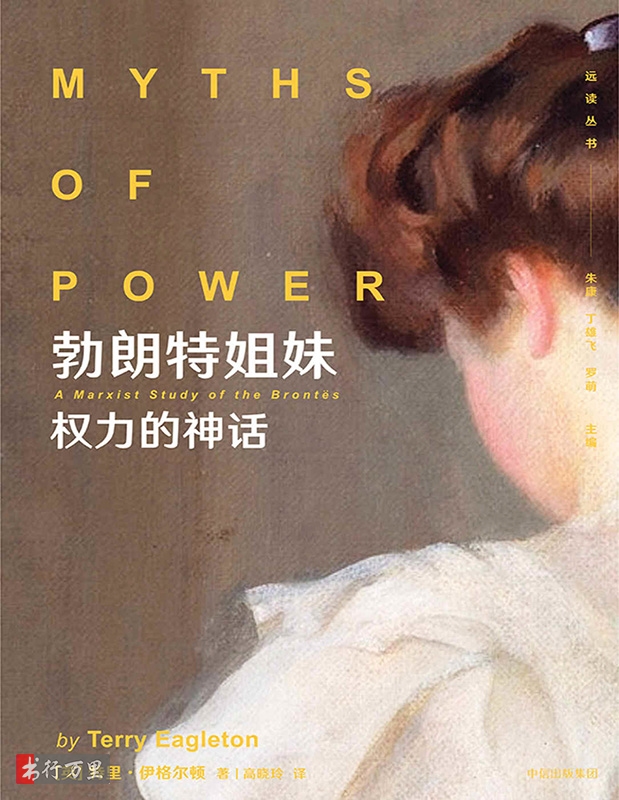 MYTHS
OF
POWER
勃朗特姐妹
A Marxist Study of the Brontës
权力的神话
远读丛书
朱康 丁雄飞 罗萌 主编
by Terry Eagleton
里·伊格尔顿 著|高晓玲 译
书行万里
中信出版集团